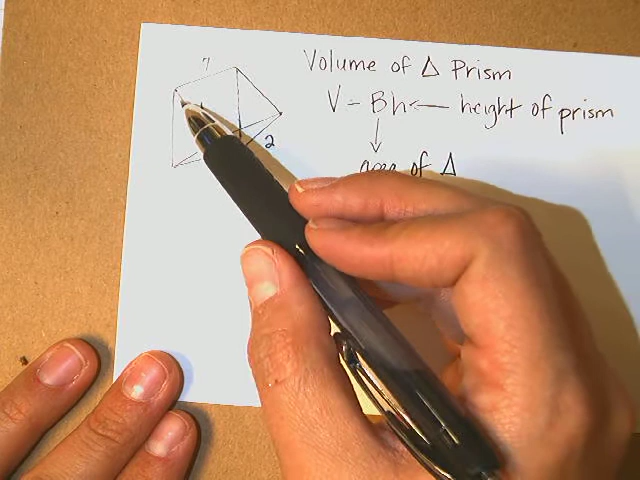 Volume of Δ Prism
7
V = Bh ← height of prism
2
area of Δ